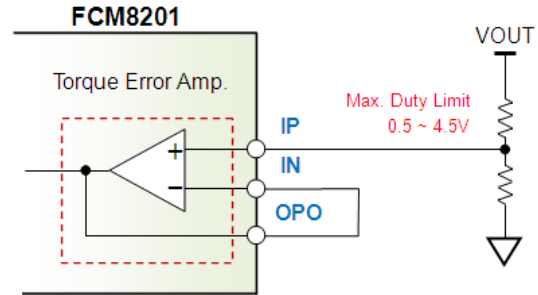 FCM8201
VOUT
Torque Error Amp.
Max. Duty Limit
0.5 ~ 4.5V
IP
+
IN
−
OPO